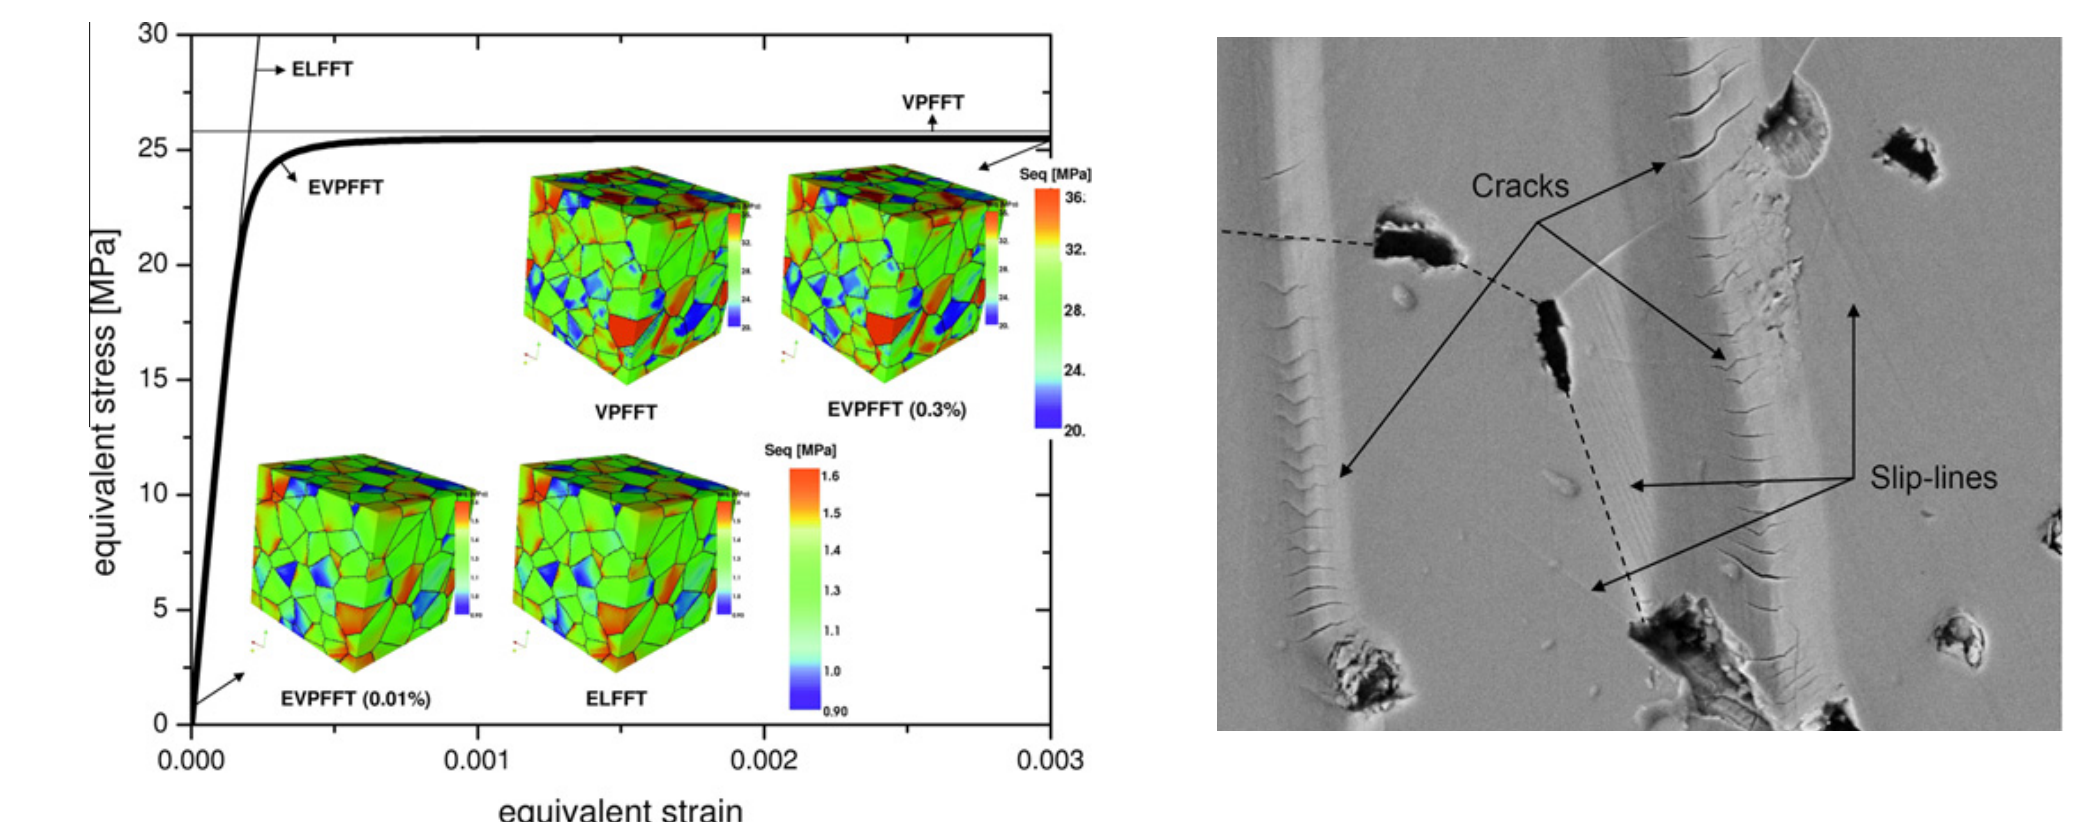 30
25
20
15
10
5
0
equivalent stress [MPa]
ELFFT
VPFFT
EVPFFT
Seq [MPa]
36.
32.
28.
24.
20.
VPFFT
EVPFFT (0.3%)
Seq [MPa]
1.6
1.5
1.4
1.3
1.1
1.0
0.90
EVPFFT (0.01%)
ELFFT
0.000
0.001
0.002
0.003
equivalent strain
Cracks
Slip-lines